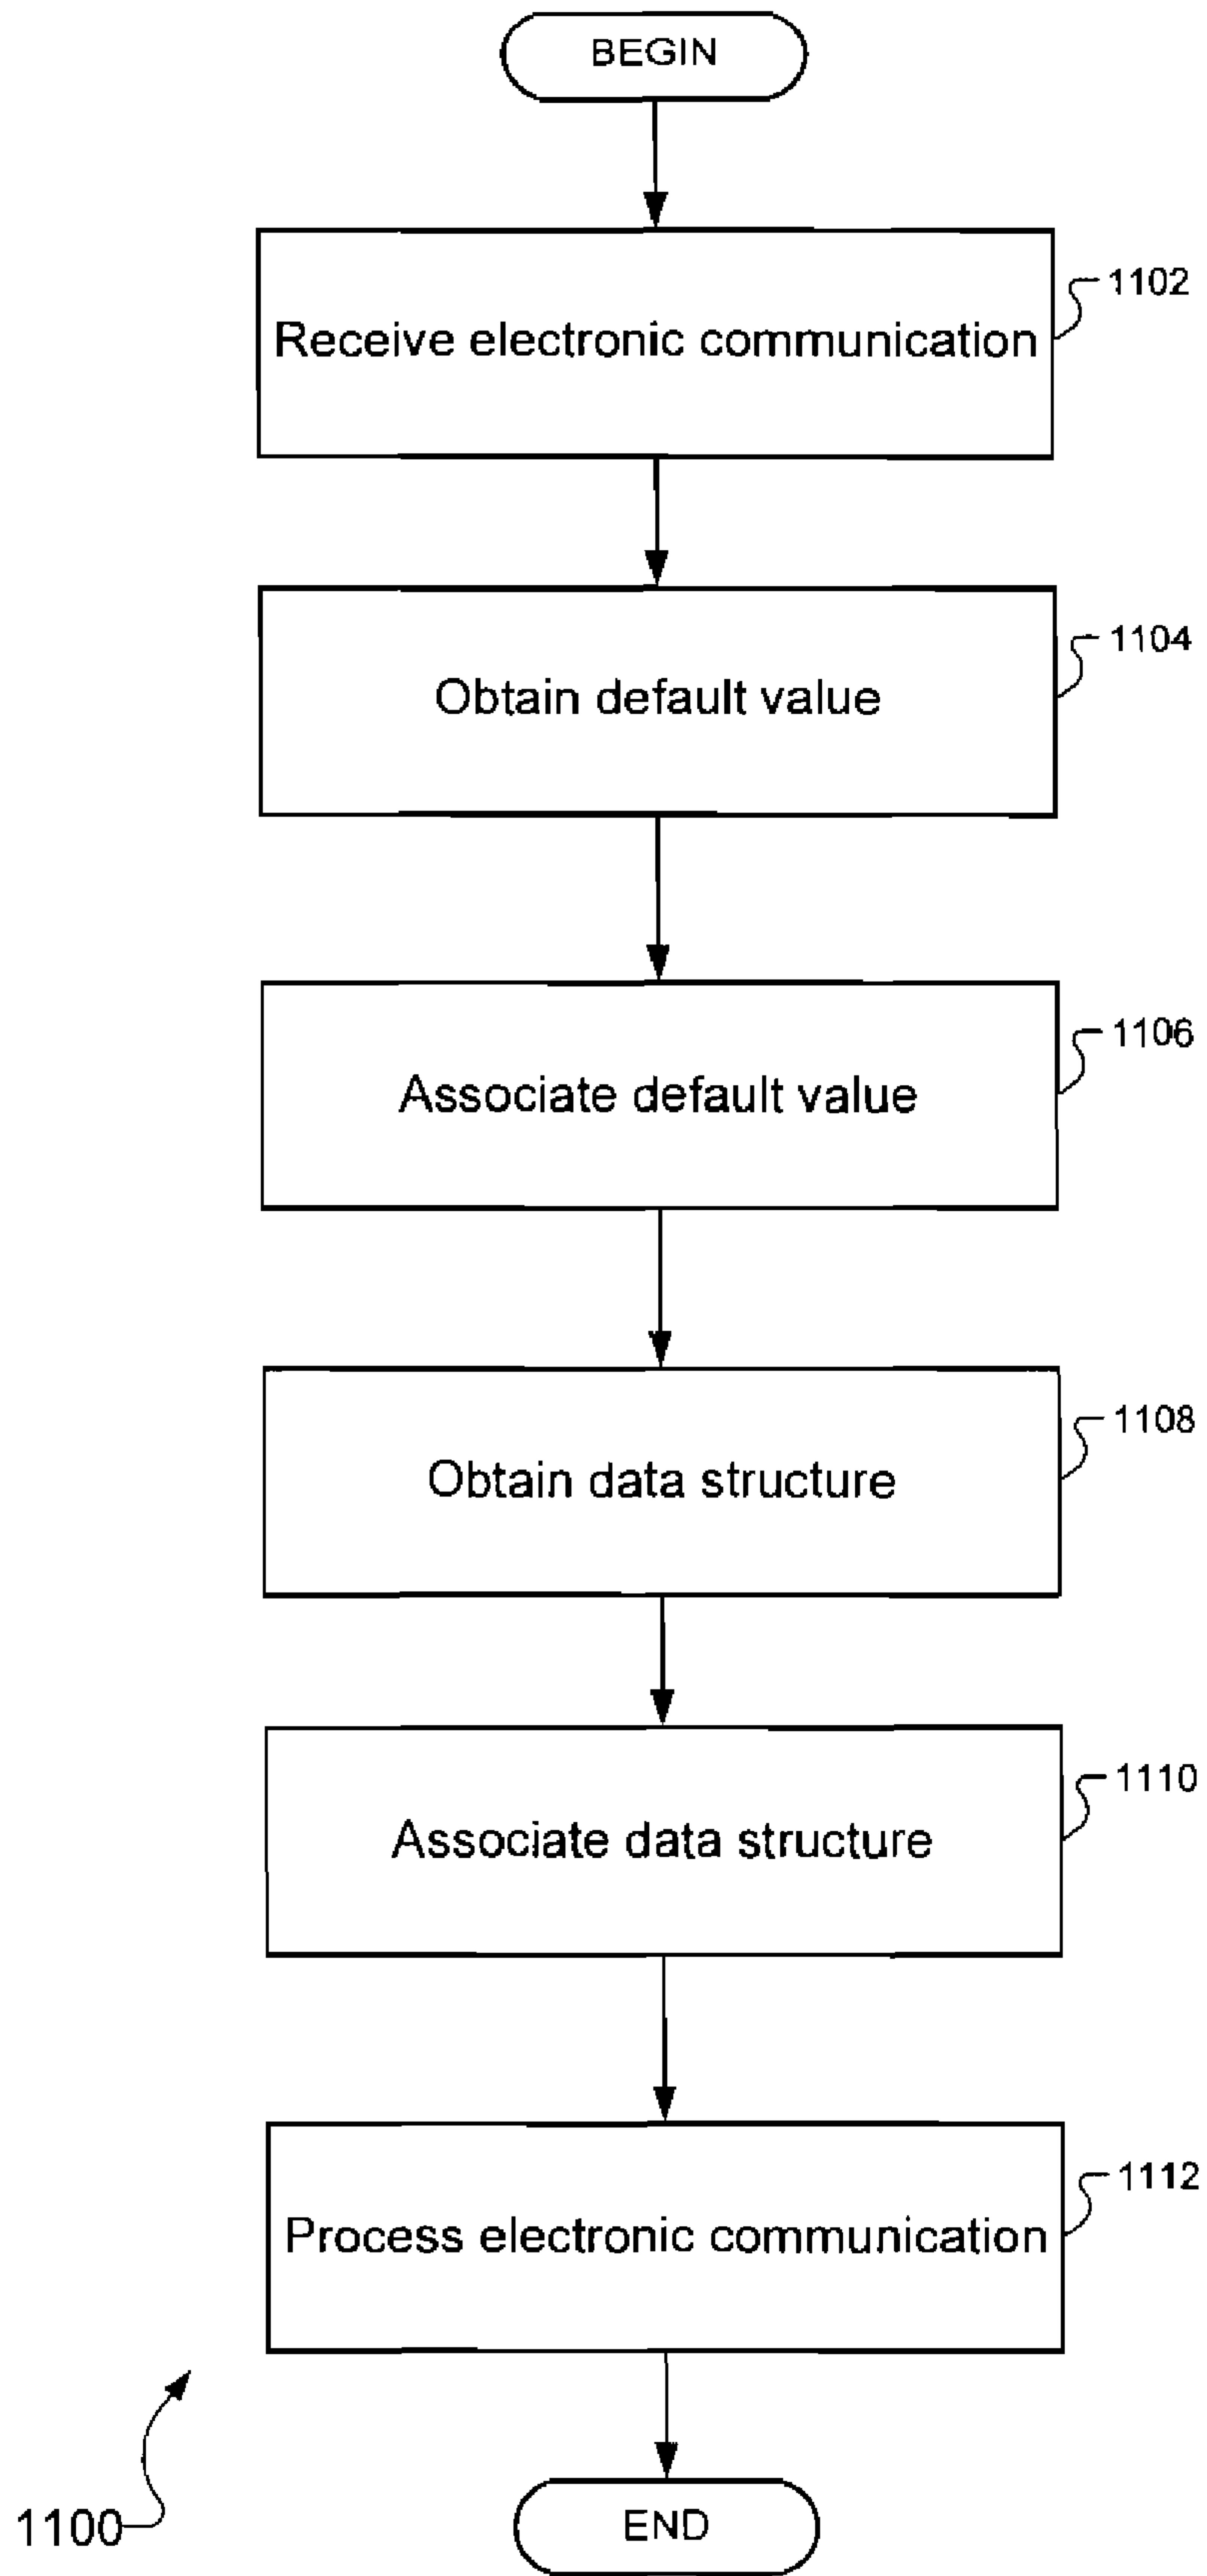 BEGIN
Receive electronic communication
1102
Obtain default value
1104
Associate default value
1106
Obtain data structure
1108
Associate data structure
1110
Process electronic communication
1112
END
1100